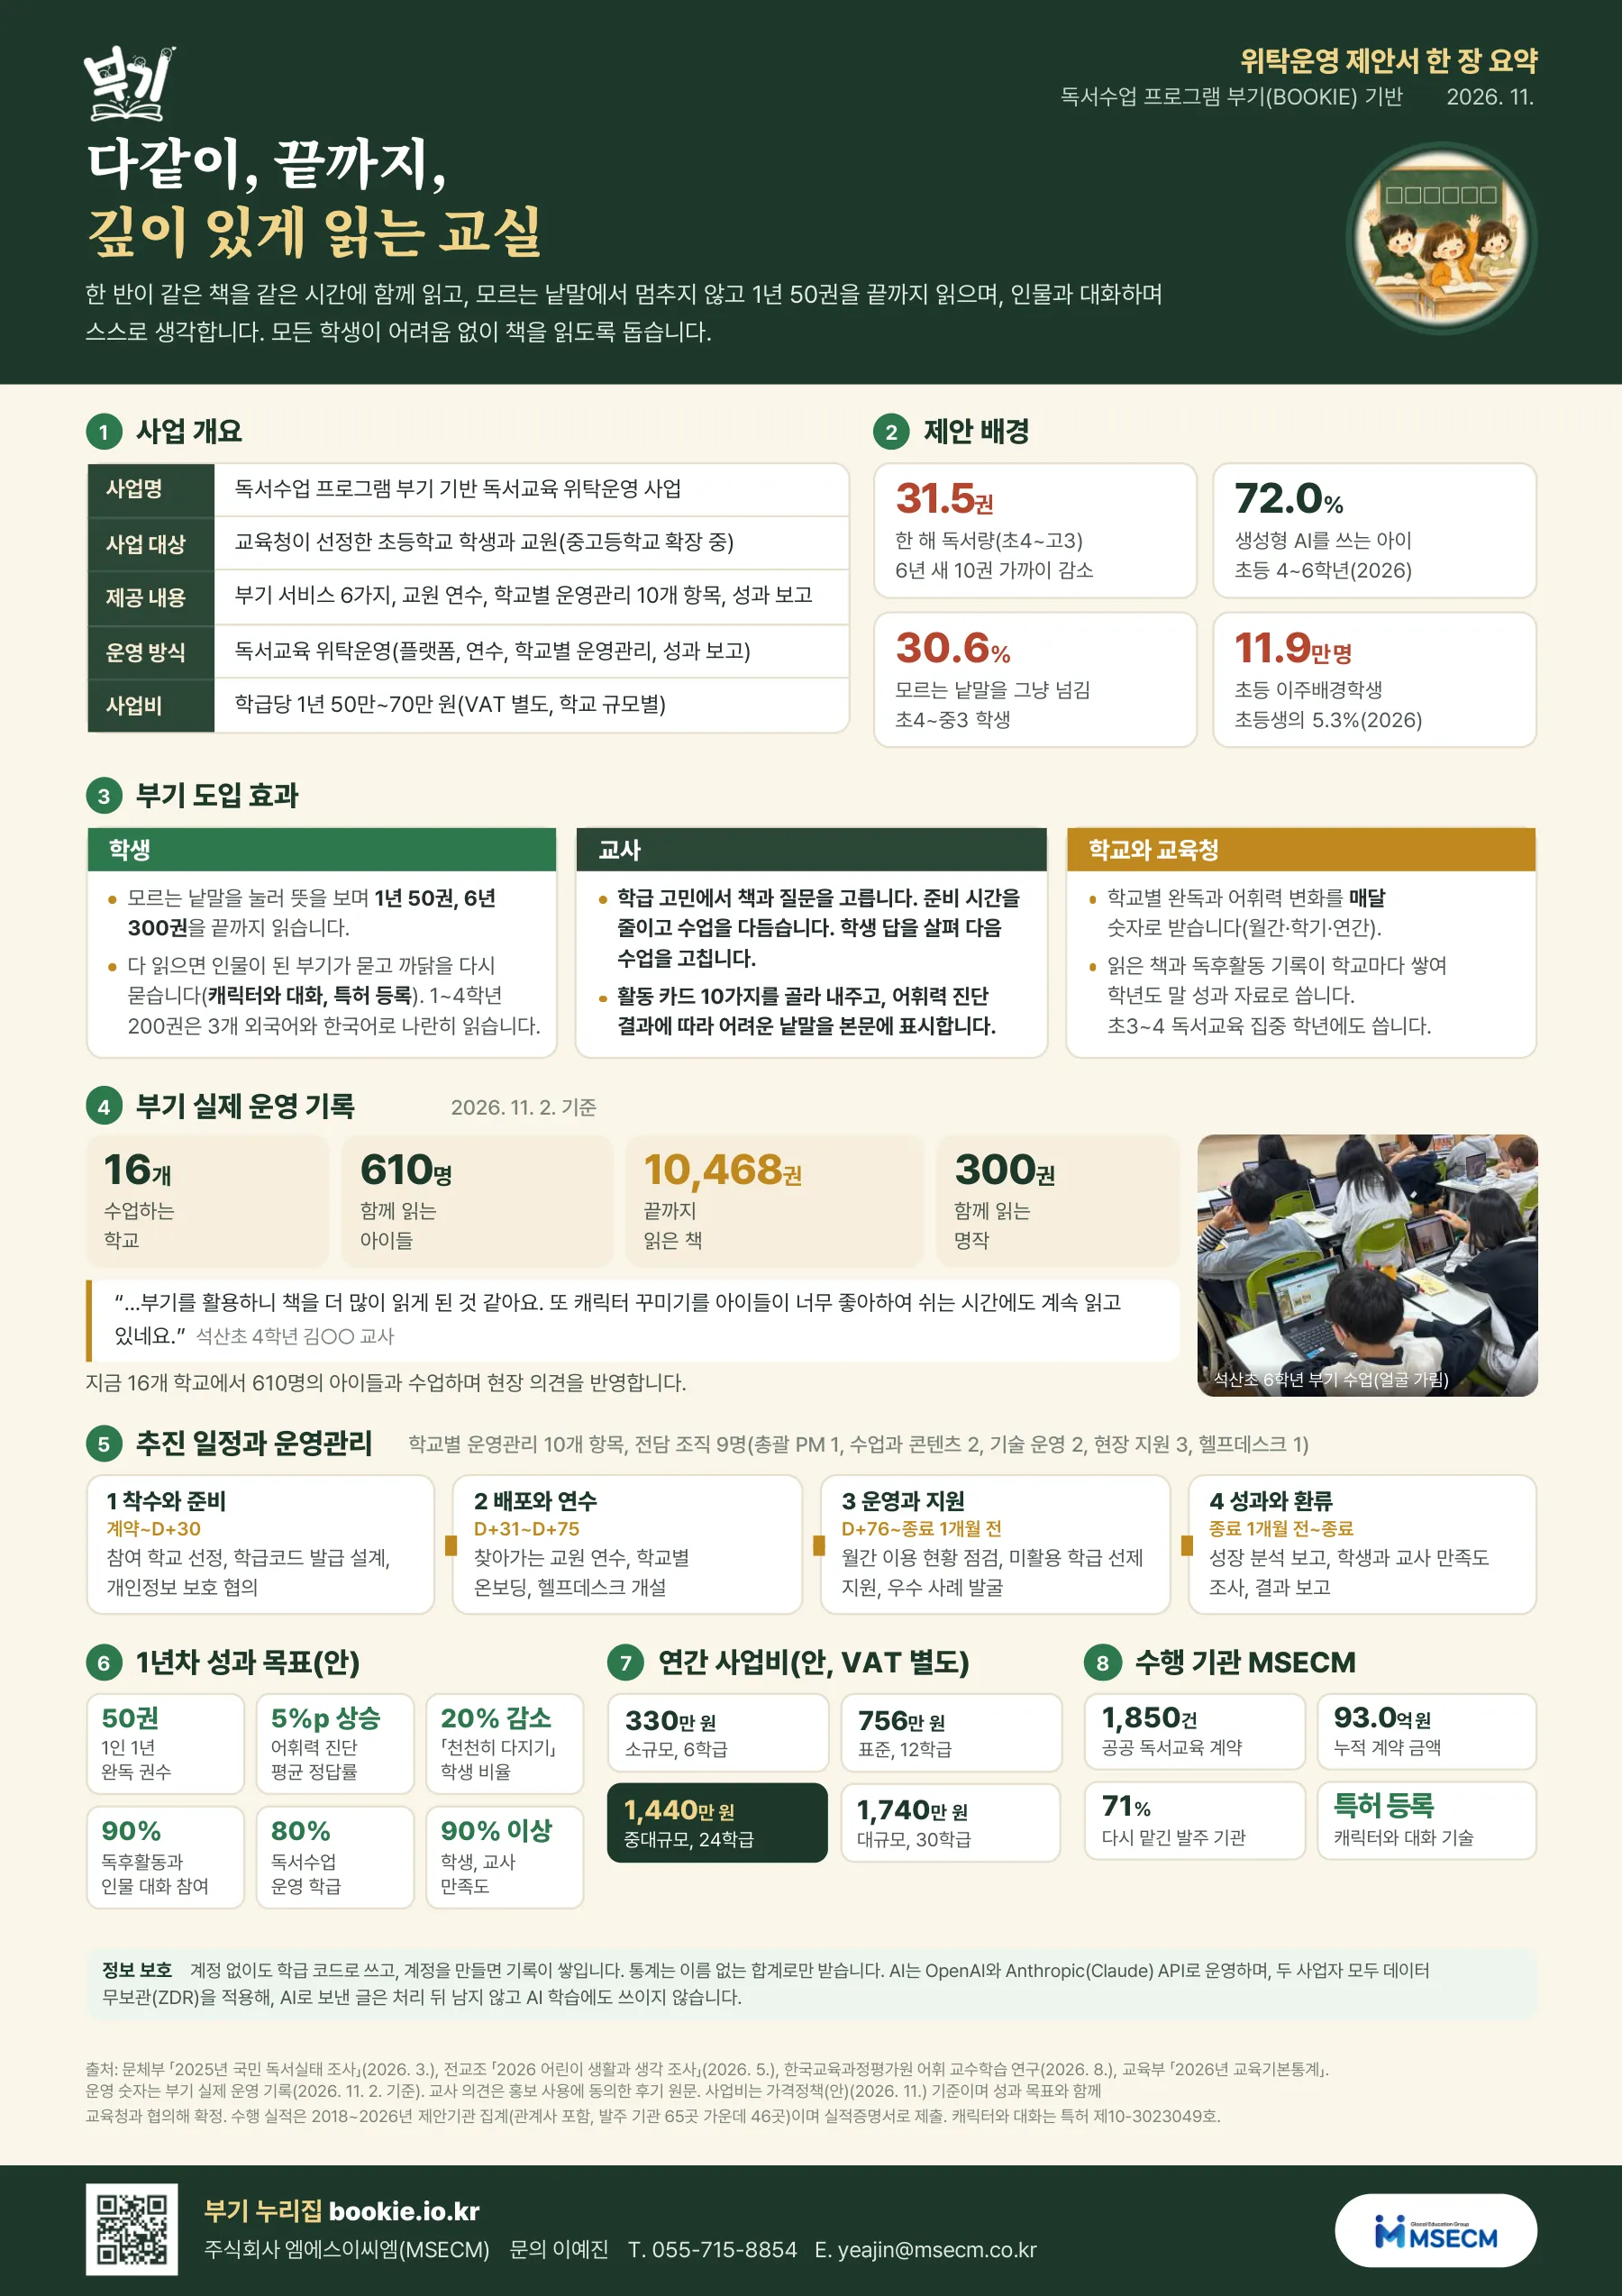 부기
위탁운영 제안서 한 장 요약
독서수업 프로그램 부기(BOOKIE) 기반 2026. 11.
다같이, 끝까지,
깊이 있게 읽는 교실
한 반이 같은 책을 같은 시간에 함께 읽고, 모르는 낱말에서 멈추지 않고 1년 50권을 끝까지 읽으며, 인물과 대화하며
스스로 생각합니다. 모든 학생이 어려움 없이 책을 읽도록 돕습니다.
1 사업 개요
사업명 독서수업 프로그램 부기 기반 독서교육 위탁운영 사업
사업 대상 교육청이 선정한 초등학교 학생과 교원(중고등학교 확장 중)
제공 내용 부기 서비스 6가지, 교원 연수, 학교별 운영관리 10개 항목, 성과 보고
운영 방식 독서교육 위탁운영(플랫폼, 연수, 학교별 운영관리, 성과 보고)
사업비 학급당 1년 50만~70만 원(VAT 별도, 학교 규모별)
2 제안 배경
31.5권
한 해 독서량(초4~고3)
6년 새 10권 가까이 감소
72.0%
생성형 AI를 쓰는 아이
초등 4~6학년(2026)
30.6%
모르는 낱말을 그냥 넘김
초4~중3 학생
11.9만명
초등 이주배경학생
초등생의 5.3%(2026)
3 부기 도입 효과
학생
모르는 낱말을 눌러 뜻을 보며 1년 50권, 6년
300권을 끝까지 읽습니다.
다 읽으면 인물이 된 부기가 묻고 까닭을 다시
묻습니다(캐릭터와 대화, 특허 등록). 1~4학년
200권은 3개 외국어와 한국어로 나란히 읽습니다.
교사
학급 고민에서 책과 질문을 고릅니다. 준비 시간을
줄이고 수업을 다듬습니다. 학생 답을 살펴 다음
수업을 고칩니다.
활동 카드 10가지를 골라 내주고, 어휘력 진단
결과에 따라 어려운 낱말을 본문에 표시합니다.
학교와 교육청
학교별 완독과 어휘력 변화를 매달
숫자로 받습니다(월간·학기·연간).
읽은 책과 독후활동 기록이 학교마다 쌓여
학년도 말 성과 자료로 씁니다.
초3~4 독서교육 집중 학년에도 씁니다.
4 부기 실제 운영 기록 2026. 11. 2. 기준
16개
수업하는
학교
610명
함께 읽는
아이들
10,468권
끝까지
읽은 책
300권
함께 읽는
명작
“…부기를 활용하니 책을 더 많이 읽게 된 것 같아요. 또 캐릭터 꾸미기를 아이들이 너무 좋아하여 쉬는 시간에도 계속 읽고
있네요.” 석산초 4학년 김○○ 교사
지금 16개 학교에서 610명의 아이들과 수업하며 현장 의견을 반영합니다.
석산초 6학년 부기 수업(얼굴 가림)
5 추진 일정과 운영관리 학교별 운영관리 10개 항목, 전담 조직 9명(총괄 PM 1, 수업과 콘텐츠 2, 기술 운영 2, 현장 지원 3, 헬프데스크 1)
1 착수와 준비
계약~D+30
참여 학교 선정, 학급코드 발급 설계,
개인정보 보호 협의
2 배포와 연수
D+31~D+75
찾아가는 교원 연수, 학교별
온보딩, 헬프데스크 개설
3 운영과 지원
D+76~종료 1개월 전
월간 이용 현황 점검, 미활용 학급 선제
지원, 우수 사례 발굴
4 성과와 환류
종료 1개월 전~종료
성장 분석 보고, 학생과 교사 만족도
조사, 결과 보고
6 1년차 성과 목표(안)
50권
1인 1년
완독 권수
5%p 상승
어휘력 진단
평균 정답률
20% 감소
「천천히 다지기」
학생 비율
90%
독후활동과
인물 대화 참여
80%
독서수업
운영 학급
90% 이상
학생, 교사
만족도
7 연간 사업비(안, VAT 별도)
330만 원
소규모, 6학급
756만 원
표준, 12학급
1,440만 원
중대규모, 24학급
1,740만 원
대규모, 30학급
8 수행 기관 MSECM
1,850건
공공 독서교육 계약
93.0억원
누적 계약 금액
71%
다시 맡긴 발주 기관
특허 등록
캐릭터와 대화 기술
정보 보호 계정 없이도 학급 코드로 쓰고, 계정을 만들면 기록이 쌓입니다. 통계는 이름 없는 합계로만 받습니다. AI는 OpenAI와 Anthropic(Claude) API로 운영하며, 두 사업자 모두 데이터
무보관(ZDR)을 적용해, AI로 보낸 글은 처리 뒤 남지 않고 AI 학습에도 쓰이지 않습니다.
출처: 문체부 「2025년 국민 독서실태 조사」(2026. 3.), 전교조 「2026 어린이 생활과 생각 조사」(2026. 5.), 한국교육과정평가원 어휘 교수학습 연구(2026. 8.), 교육부 「2026년 교육기본통계」.
운영 숫자는 부기 실제 운영 기록(2026. 11. 2. 기준). 교사 의견은 홍보 사용에 동의한 후기 원문. 사업비는 가격정책(안)(2026. 11.) 기준이며 성과 목표와 함께
교육청과 협의해 확정. 수행 실적은 2018~2026년 제안기관 집계(관계사 포함, 발주 기관 65곳 가운데 46곳)이며 실적증명서로 제출. 캐릭터와 대화는 특허 제10-3023049호.
부기 누리집 bookie.io.kr
주식회사 엠에스이씨엠(MSECM) 문의 이예진 T. 055-715-8854 E. yeajin@msecm.co.kr
Glocal Education Group
MSECM